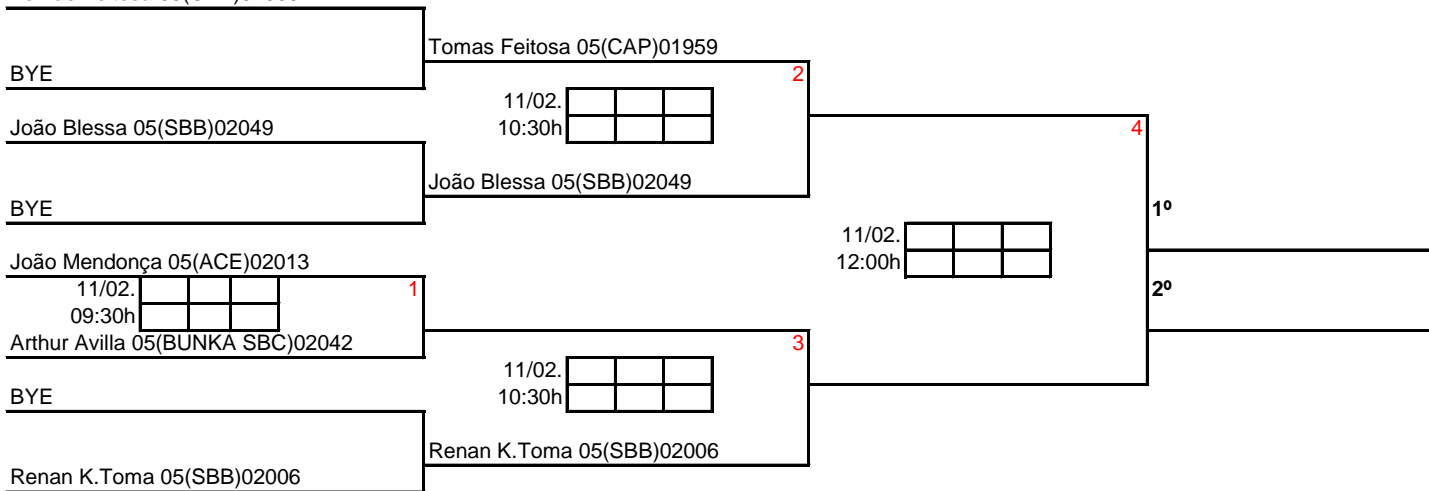 Tomas Feitosa 05(CAP)01959
BYE
2
11/02.
10:30h
João Blessa 05(SBB)02049
4
João Blessa 05(SBB)02049
BYE
1º
11/02.
12:00h
João Mendonça 05(ACE)02013
11/02.
1
2º
09:30h
Arthur Avilla 05(BUNKA SBC)02042
3
11/02.
10:30h
BYE
Renan K.Toma 05(SBB)02006
Renan K.Toma 05(SBB)02006